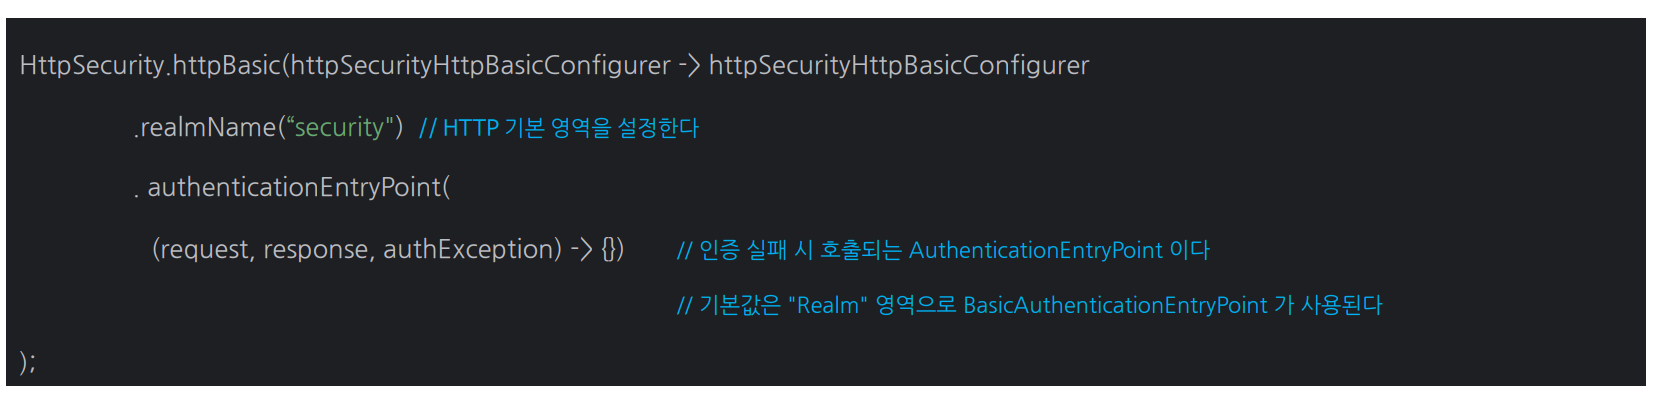 HttpSecurity.httpBasic(httpSecurityHttpBasicConfigurer -> httpSecurityHttpBasicConfigurer
.realmName(“security") // HTTP 기본 영역을 설정한다
. authenticationEntryPoint(
(request, response, authException) -> {}) // 인증 실패 시 호출되는 AuthenticationEntryPoint 이다
// 기본값은 "Realm" 영역으로 BasicAuthenticationEntryPoint 가 사용된다
);